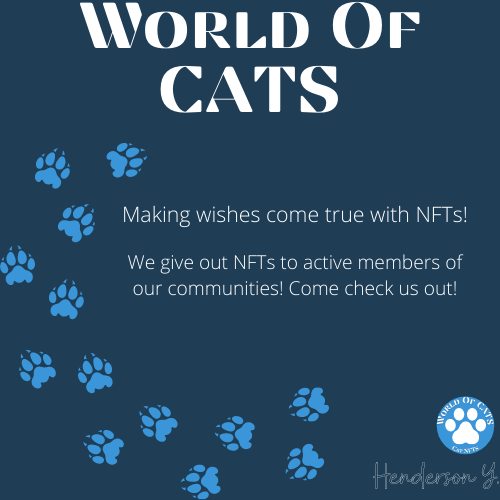 WORLD OF
CATS
Making wishes come true with NFTs!
We give out NFTs to active members of
our communities! Come check us out!
WORLD OF CATS
CAT NFTS
Henderson Y.